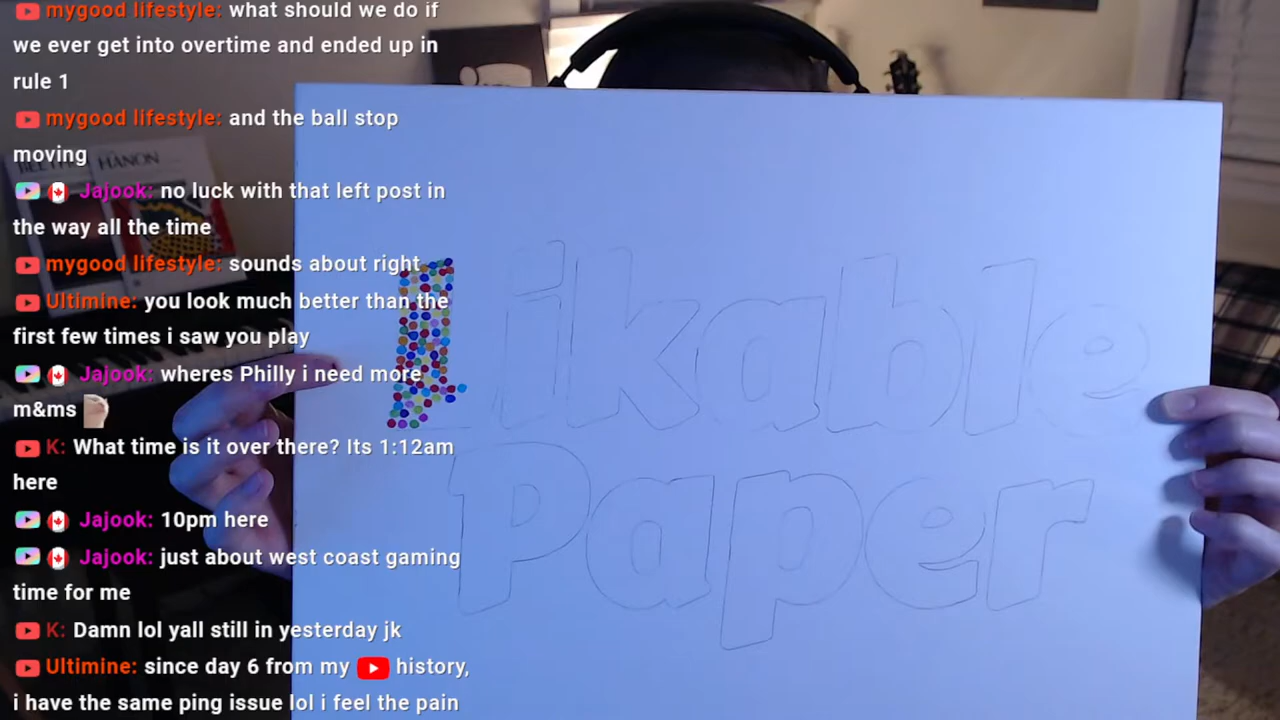 mygood lifestyle: what should we do if
we ever get into overtime and ended up in
rule 1
mygood lifestyle: and the ball stop
moving
Jajook: no luck with that left post in
the way all the time
mygood lifestyle: sounds about right
Ultimine: you look much better than the
first few times i saw you play
Jajook: wheres Philly i need more
m&ms
K: What time is it over there? Its 1:12am
here
Jajook: 10pm here
Jajook: just about west coast gaming
time for me
K: Damn lol yall still in yesterday jk
Ultimine: since day 6 from my history,
i have the same ping issue lol i feel the pain
HANON
Likable
Paper